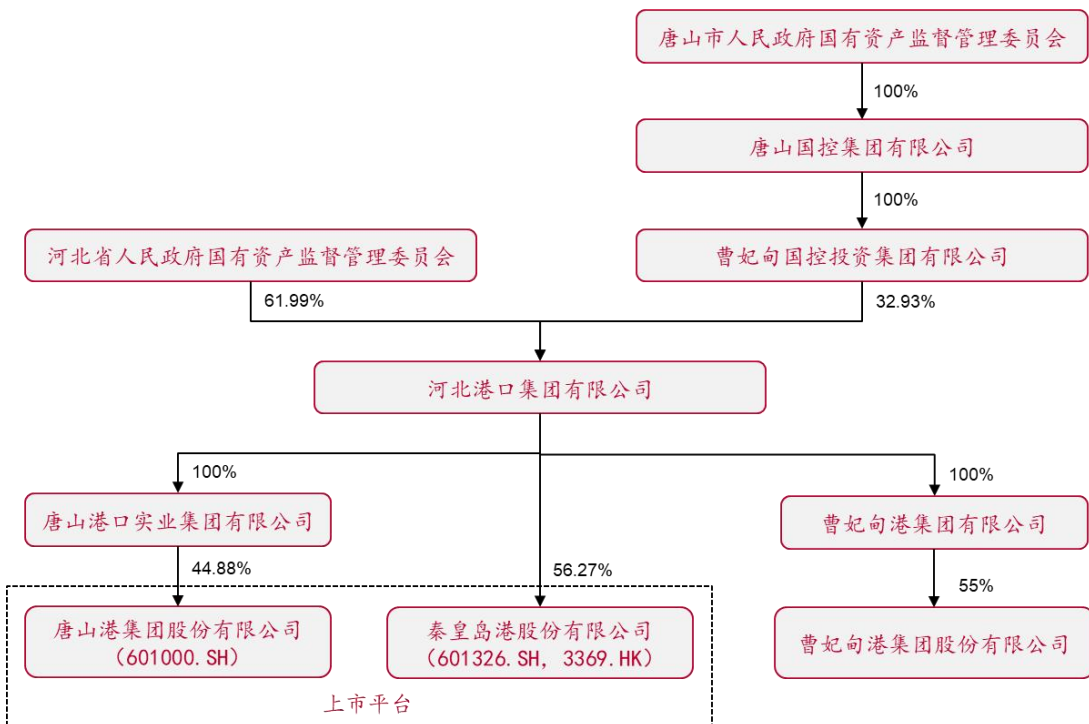 唐山市人民政府国有资产监督管理委员会
100%
唐山国控集团有限公司
100%
河北省人民政府国有资产监督管理委员会
曹妃甸国控投资集团有限公司
61.99%
32.93%
河北港口集团有限公司
100%
100%
唐山港口实业集团有限公司
曹妃甸港集团有限公司
44.88%
56.27%
55%
唐山港集团股份有限公司
(601000.SH)
秦皇岛港股份有限公司
(601326.SH, 3369.HK)
曹妃甸港集团股份有限公司
上市平台